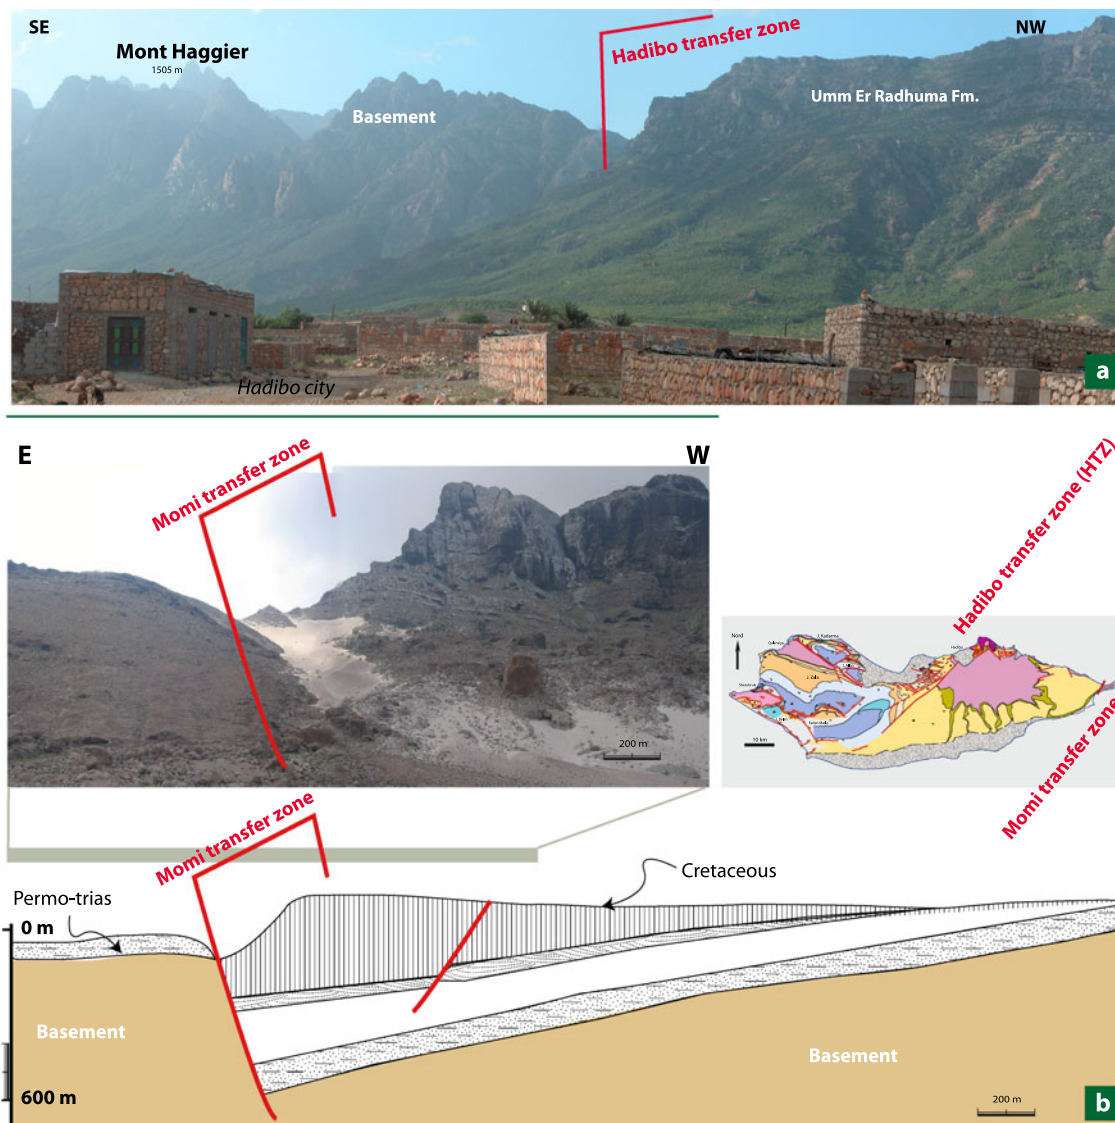 SE
NW
Mont Haggier
1505 m
Hadibo transfer zone
Basement
Umm Er Radhuma Fm.
Hadibo city
a
E
W
Momi transfer zone
200 m
Hadibo transfer zone (HTZ)
Nord
10 km
Momi transfer zone
Momi transfer zone
Cretaceous
Permo-trias
0 m
Basement
Basement
600 m
200 m
b